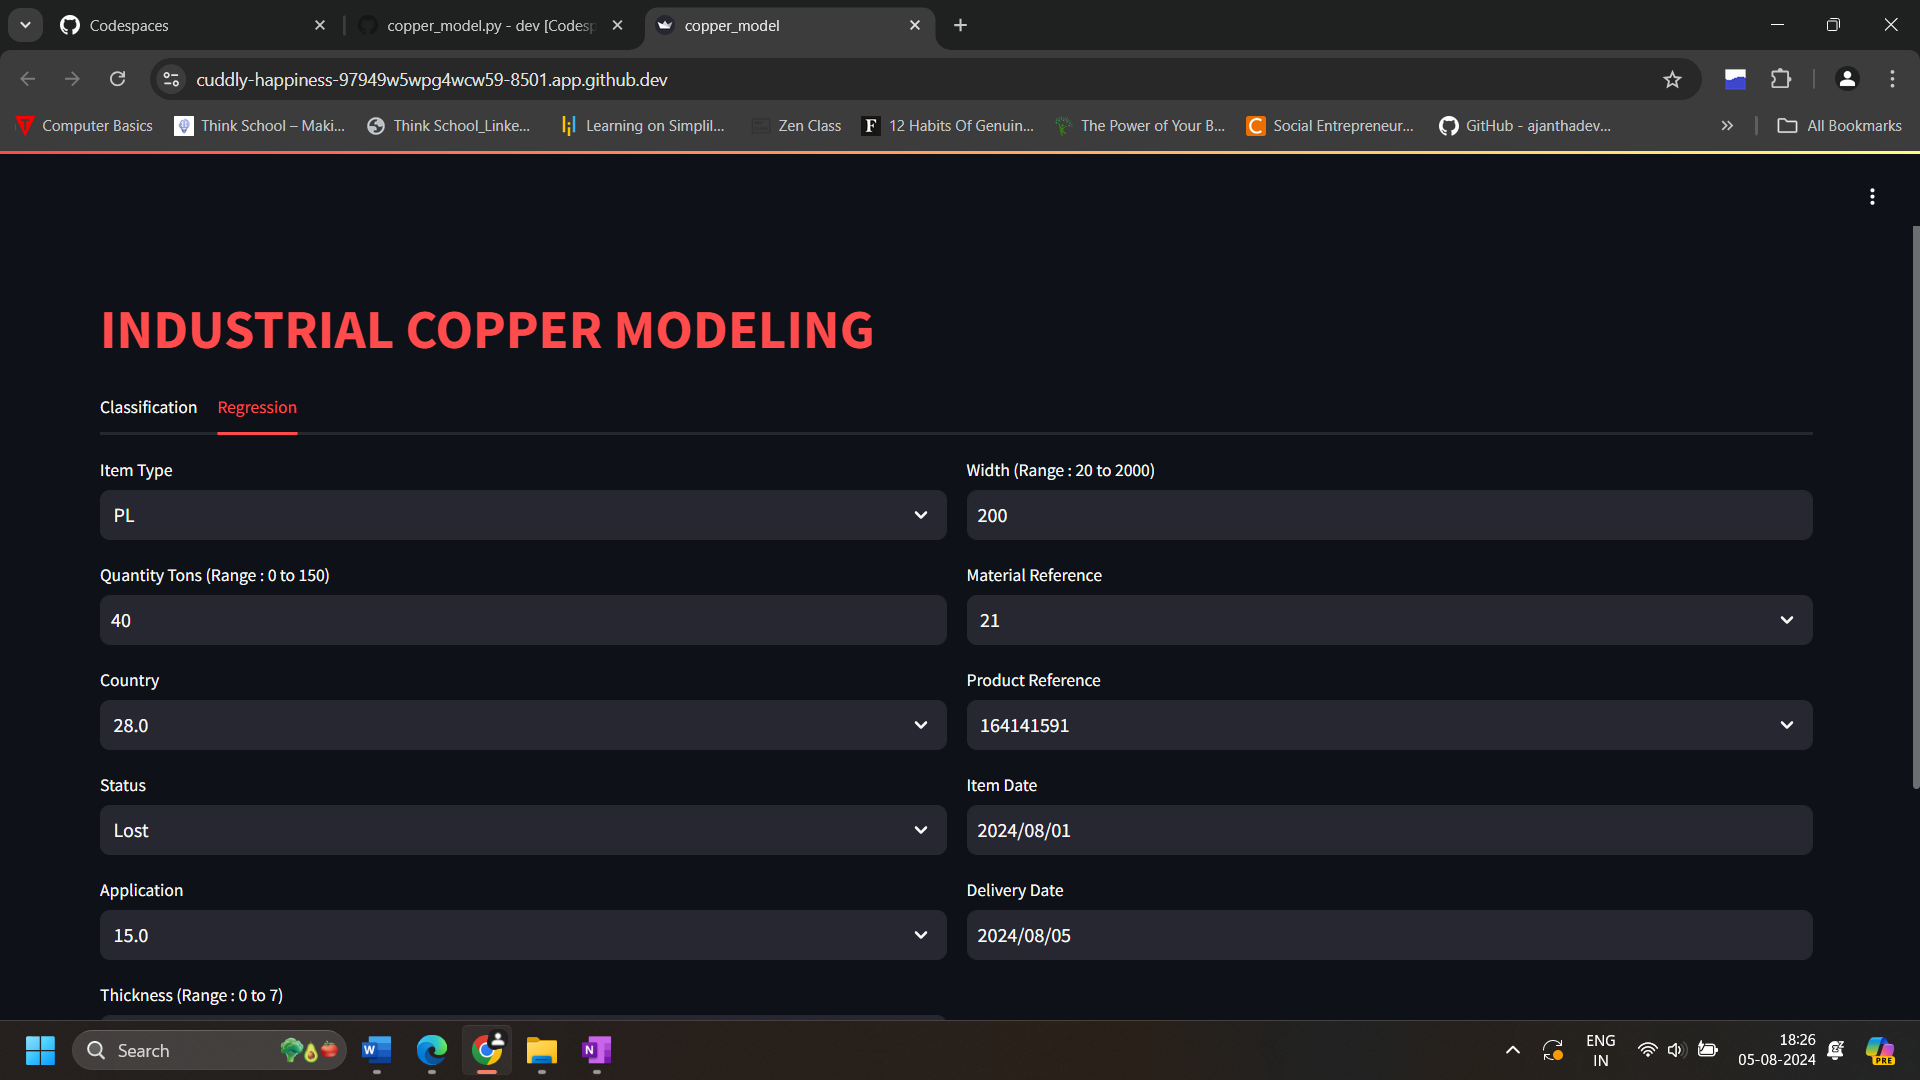 Codespaces
copper_model.py - dev [Codesp
copper_model
cuddly-happiness-97949w5wpg4wcw59-8501.app.github.dev
Computer Basics
Think School – Maki...
Think School_Linke...
Learning on Simplil...
Zen Class
12 Habits Of Genuin...
The Power of Your B...
Social Entrepreneur...
GitHub - ajanthadev...
All Bookmarks
INDUSTRIAL COPPER MODELING
Classification
Regression
Item Type
Width (Range : 20 to 2000)
PL
200
Quantity Tons (Range : 0 to 150)
Material Reference
40
21
Country
Product Reference
28.0
164141591
Status
Item Date
Lost
2024/08/01
Application
Delivery Date
15.0
2024/08/05
Thickness (Range : 0 to 7)
Search
ENG
IN
18:26
05-08-2024
PRE